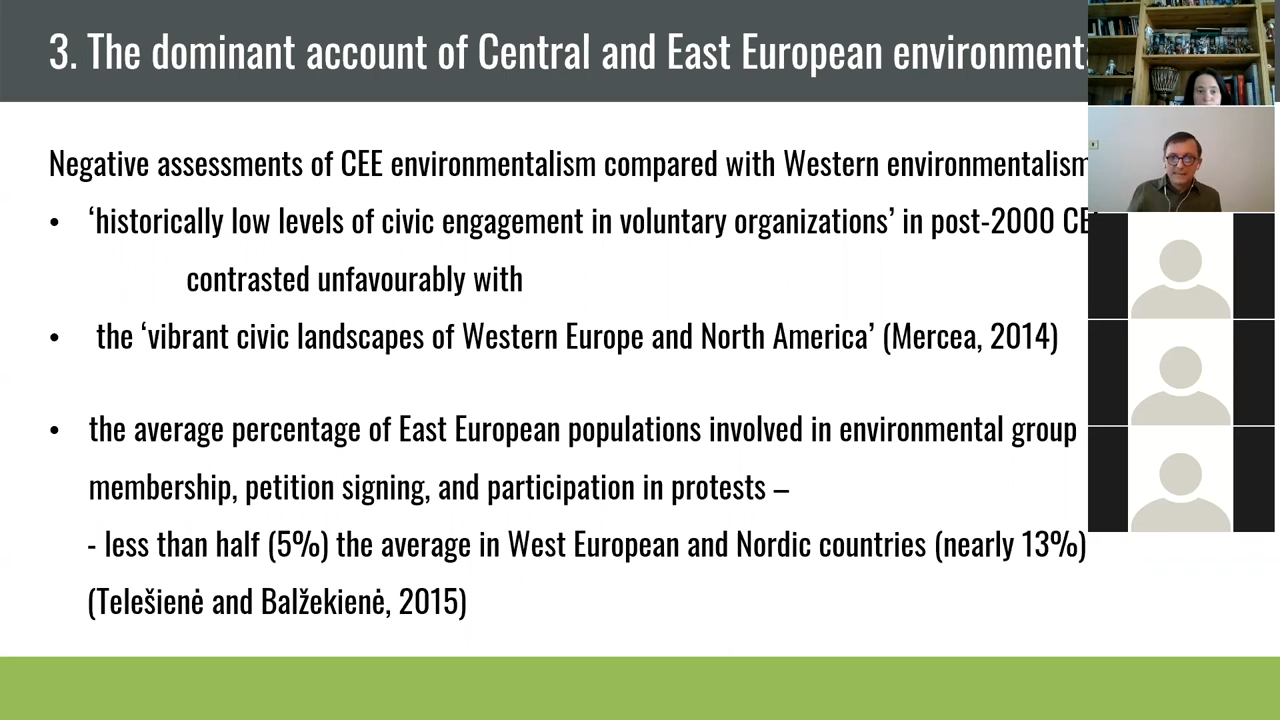 3. The dominant account of Central and East European environment
Negative assessments of CEE environmentalism compared with Western environmentalism
• ‘historically low levels of civic engagement in voluntary organizations’ in post-2000 CE
contrasted unfavourably with
• the ‘vibrant civic landscapes of Western Europe and North America’ (Mercea, 2014)
• the average percentage of East European populations involved in environmental group
membership, petition signing, and participation in protests –
- less than half (5%) the average in West European and Nordic countries (nearly 13%)
(Telešienė and Balžekienė, 2015)